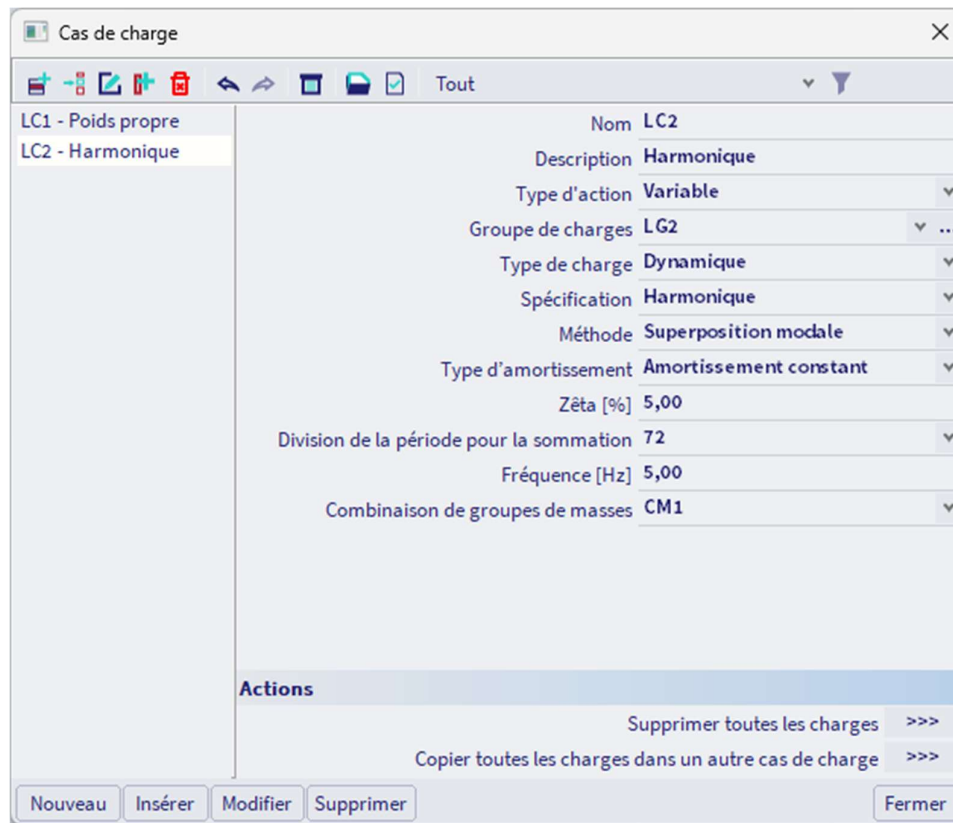 Cas de charge
Tout
LC1 - Poids propre
LC2 - Harmonique
Nom LC2
Description Harmonique
Type d'action Variable
Groupe de charges LG2 ...
Type de charge Dynamique
Spécification Harmonique
Méthode Superposition modale
Type d’amortissement Amortissement constant
Zêta [%] 5,00
Division de la période pour la sommation 72
Fréquence [Hz] 5,00
Combinaison de groupes de masses CM1
Actions
Supprimer toutes les charges >>>
Copier toutes les charges dans un autre cas de charge >>>
Nouveau Insérer Modifier Supprimer Fermer